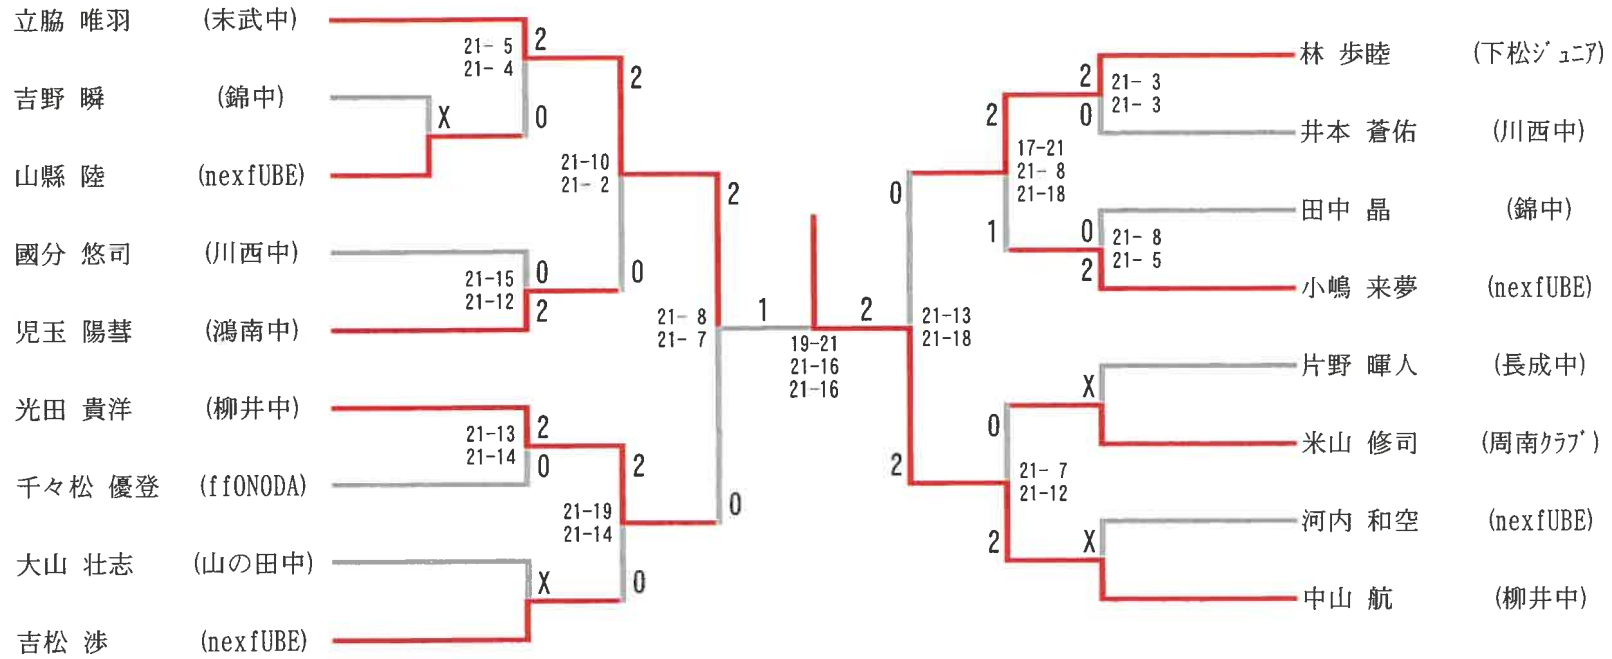 立脇 唯羽 (末武中)
21- 5
21- 4
2
0
吉野 瞬 (錦中)
X
山縣 陸 (nexfUBE)
21-10
21- 2
2
0
國分 悠司 (川西中)
21-15
21-12
0
2
児玉 陽彗 (鴻南中)
21- 8
21- 7
2
0
光田 貴洋 (柳井中)
21-13
21-14
2
0
千々松 優登 (ffONODA)
21-19
21-14
2
0
大山 壮志 (山の田中)
X
吉松 渉 (nexfUBE)
1
2
19-21
21-16
21-16
林 歩睦 (下松ジュニア)
2
0
21- 3
21- 3
井本 蒼佑 (川西中)
2
1
17-21
21- 8
21-18
田中 晶 (錦中)
0
2
21- 8
21- 5
小嶋 来夢 (nexfUBE)
0
2
21-13
21-18
片野 暉人 (長成中)
X
米山 修司 (周南クラブ)
0
2
21- 7
21-12
河内 和空 (nexfUBE)
X
中山 航 (柳井中)